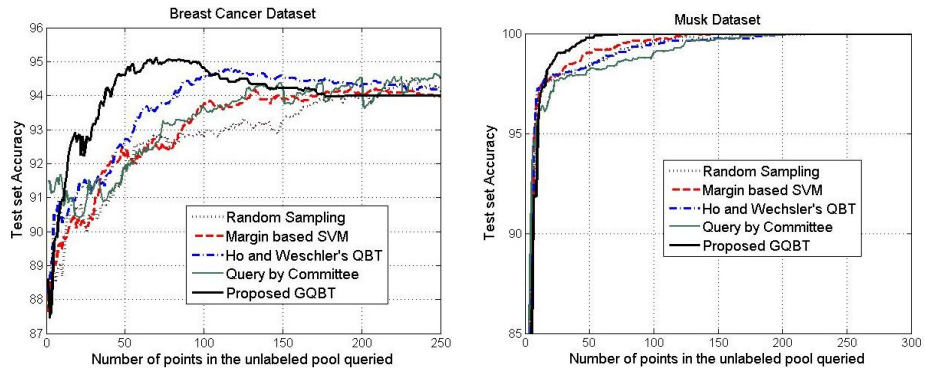 Breast Cancer Dataset
96
95
94
93
92
91
90
89
88
87
Test set Accuracy
Random Sampling
Margin based SVM
Ho and Weschler's QBT
Query by Committee
Proposed GQBT
0
50
100
150
200
250
Number of points in the unlabeled pool queried
Musk Dataset
100
95
90
85
Test set Accuracy
Random Sampling
Margin based SVM
Ho and Wechsler's QBT
Query by Committee
Proposed GQBT
0
50
100
150
200
250
300
Number of points in the unlabeled pool queried